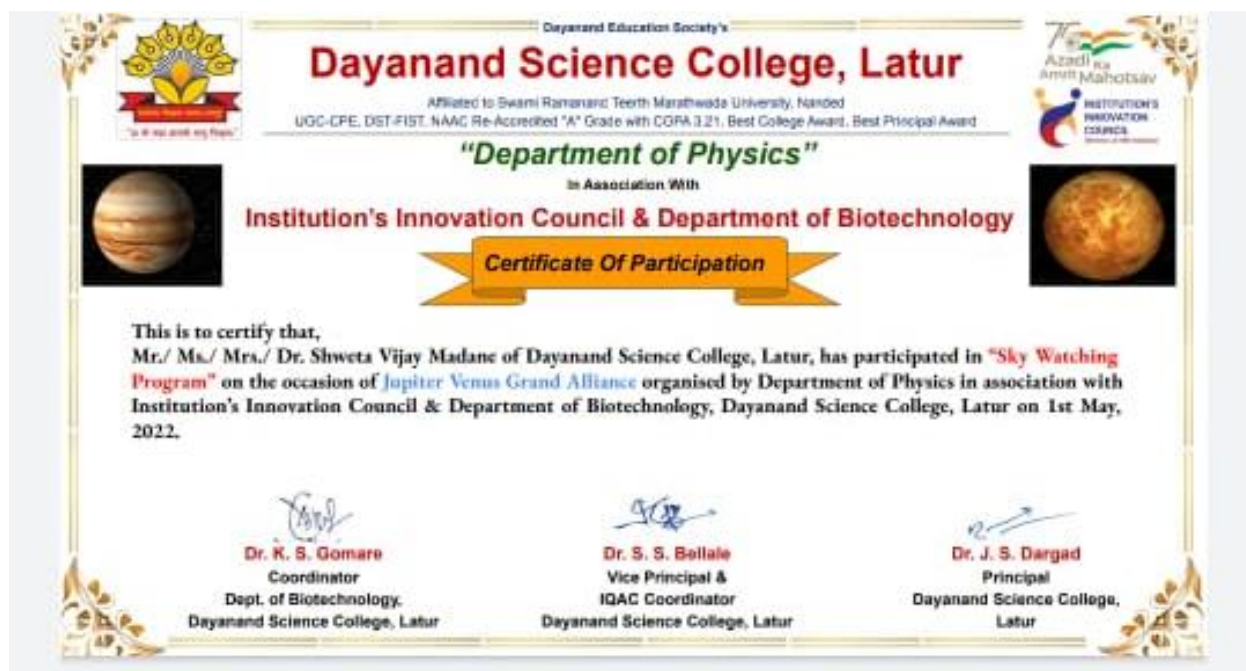 Dayanand Education Society's
Dayanand Science College, Latur
Affiliated to Swami Ramanand Teerth Marathwada University, Nanded
UGC-CPE, DST-FIST, NAAC Re-Accredited "A" Grade with CGPA 3.21, Best College Award, Best Principal Award
75
Azadi Ka
Amrit Mahotsav
INSTITUTION'S
INNOVATION
COUNCIL
"Department of Physics"
In Association With
Institution's Innovation Council & Department of Biotechnology
Certificate Of Participation
This is to certify that,
Mr./ Ms./ Mrs./ Dr. Shweta Vijay Madane of Dayanand Science College, Latur, has participated in "Sky Watching
Program" on the occasion of Jupiter Venus Grand Alliance organised by Department of Physics in association with
Institution's Innovation Council & Department of Biotechnology, Dayanand Science College, Latur on 1st May,
2022.
Dr. K. S. Gomare
Coordinator
Dept. of Biotechnology,
Dayanand Science College, Latur
Dr. S. S. Bellale
Vice Principal &
IQAC Coordinator
Dayanand Science College, Latur
Dr. J. S. Dargad
Principal
Dayanand Science College,
Latur